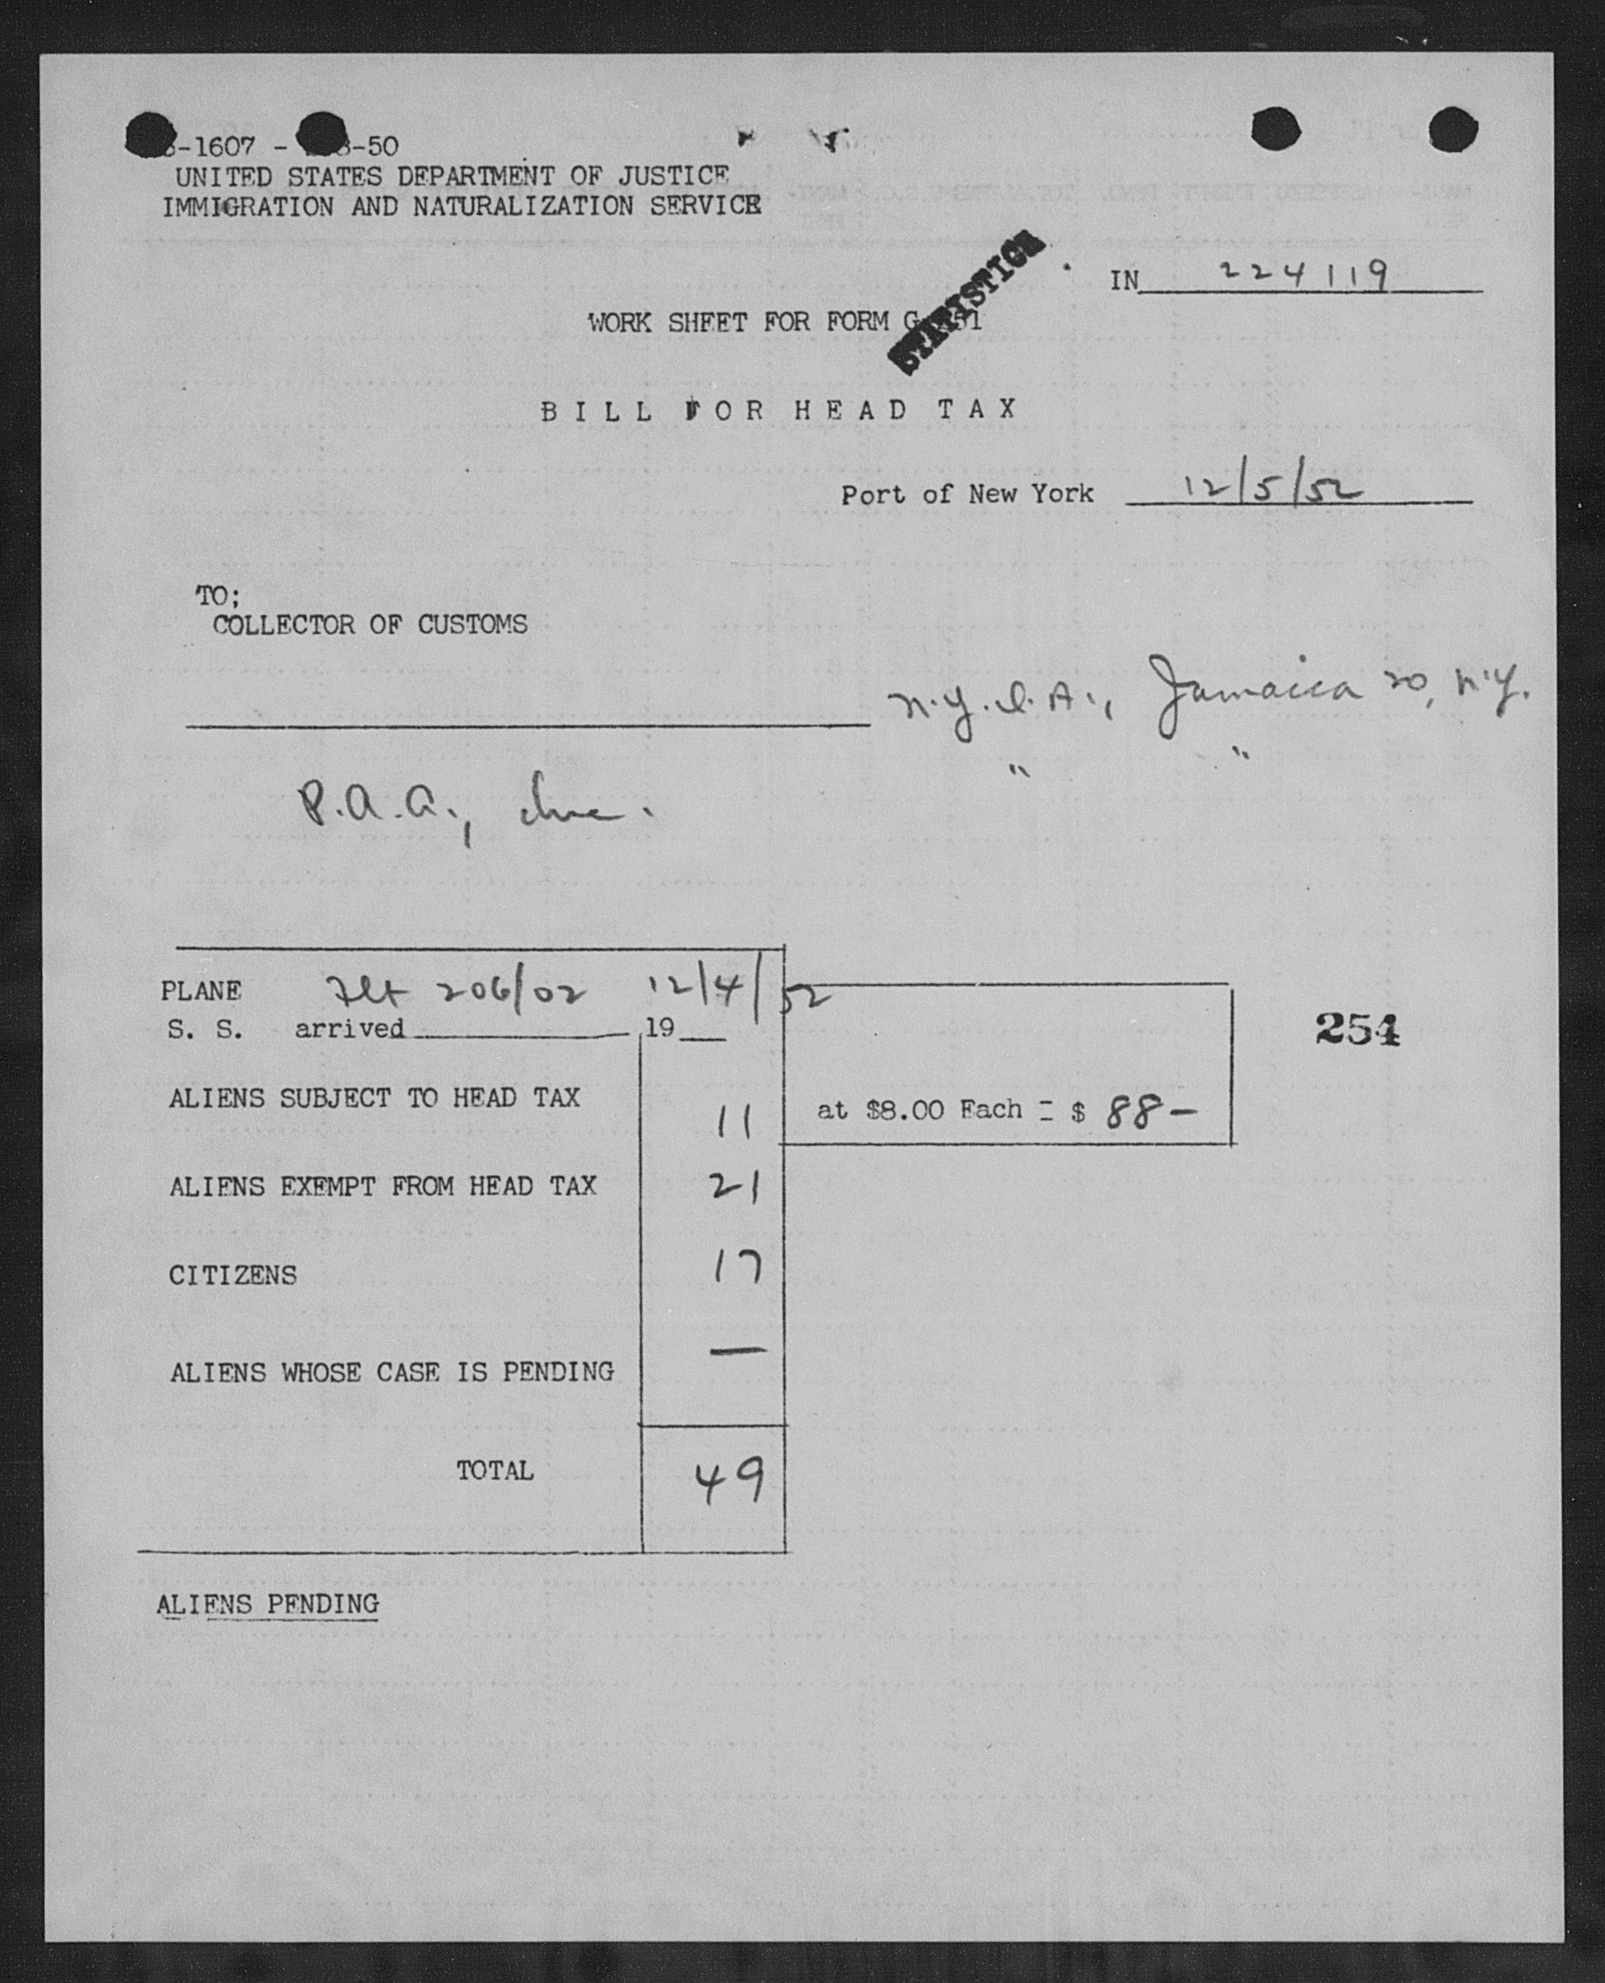 -1607 - -50
UNITED STATES DEPARTMENT OF JUSTICE
IMMIGRATION AND NATURALIZATION SERVICE
STATISTICS
IN 224119
WORK SHEET FOR FORM G- 51
BILL FOR HEAD TAX
Port of New York 12/5/52
TO;
COLLECTOR OF CUSTOMS
N.Y.I.A., Jamaica 20, N.Y.
" "
P.A.A., Inc.
PLANE Flt 206/02 12/4/52
S. S. arrived 19
254
ALIENS SUBJECT TO HEAD TAX 11 at $8.00 Each = $ 88-
ALIENS EXEMPT FROM HEAD TAX 21
CITIZENS 17
ALIENS WHOSE CASE IS PENDING —
TOTAL 49
ALIENS PENDING